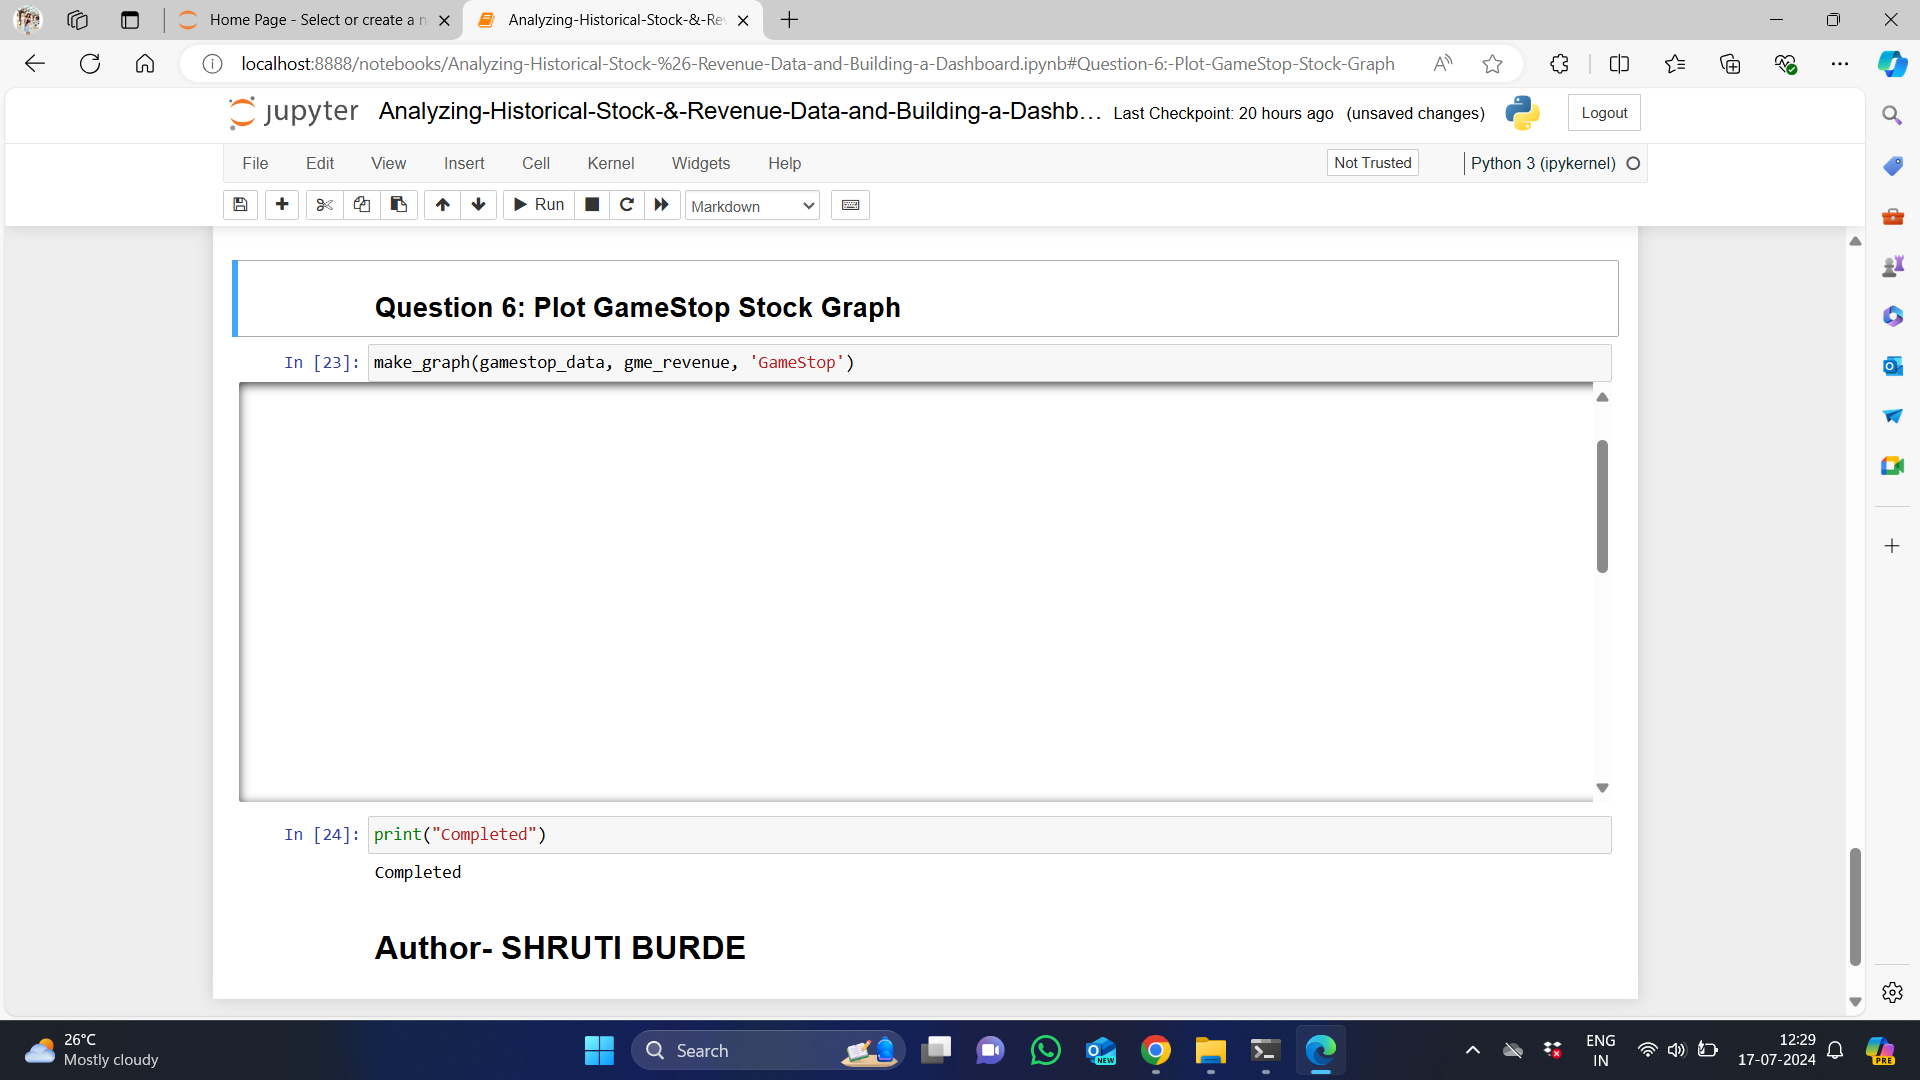 Home Page - Select or create a n
Analyzing-Historical-Stock-&-Rev
localhost:8888/notebooks/Analyzing-Historical-Stock-%26-Revenue-Data-and-Building-a-Dashboard.ipynb#Question-6:-Plot-GameStop-Stock-Graph
jupyter Analyzing-Historical-Stock-&-Revenue-Data-and-Building-a-Dashb... Last Checkpoint: 20 hours ago (unsaved changes) Logout
File Edit View Insert Cell Kernel Widgets Help Not Trusted Python 3 (ipykernel)
Run Markdown
Question 6: Plot GameStop Stock Graph
In [23]: make_graph(gamestop_data, gme_revenue, 'GameStop')
In [24]: print("Completed")
Completed
Author- SHRUTI BURDE
26°C
Mostly cloudy
Search
NEW
ENG
IN
12:29
17-07-2024
PRE